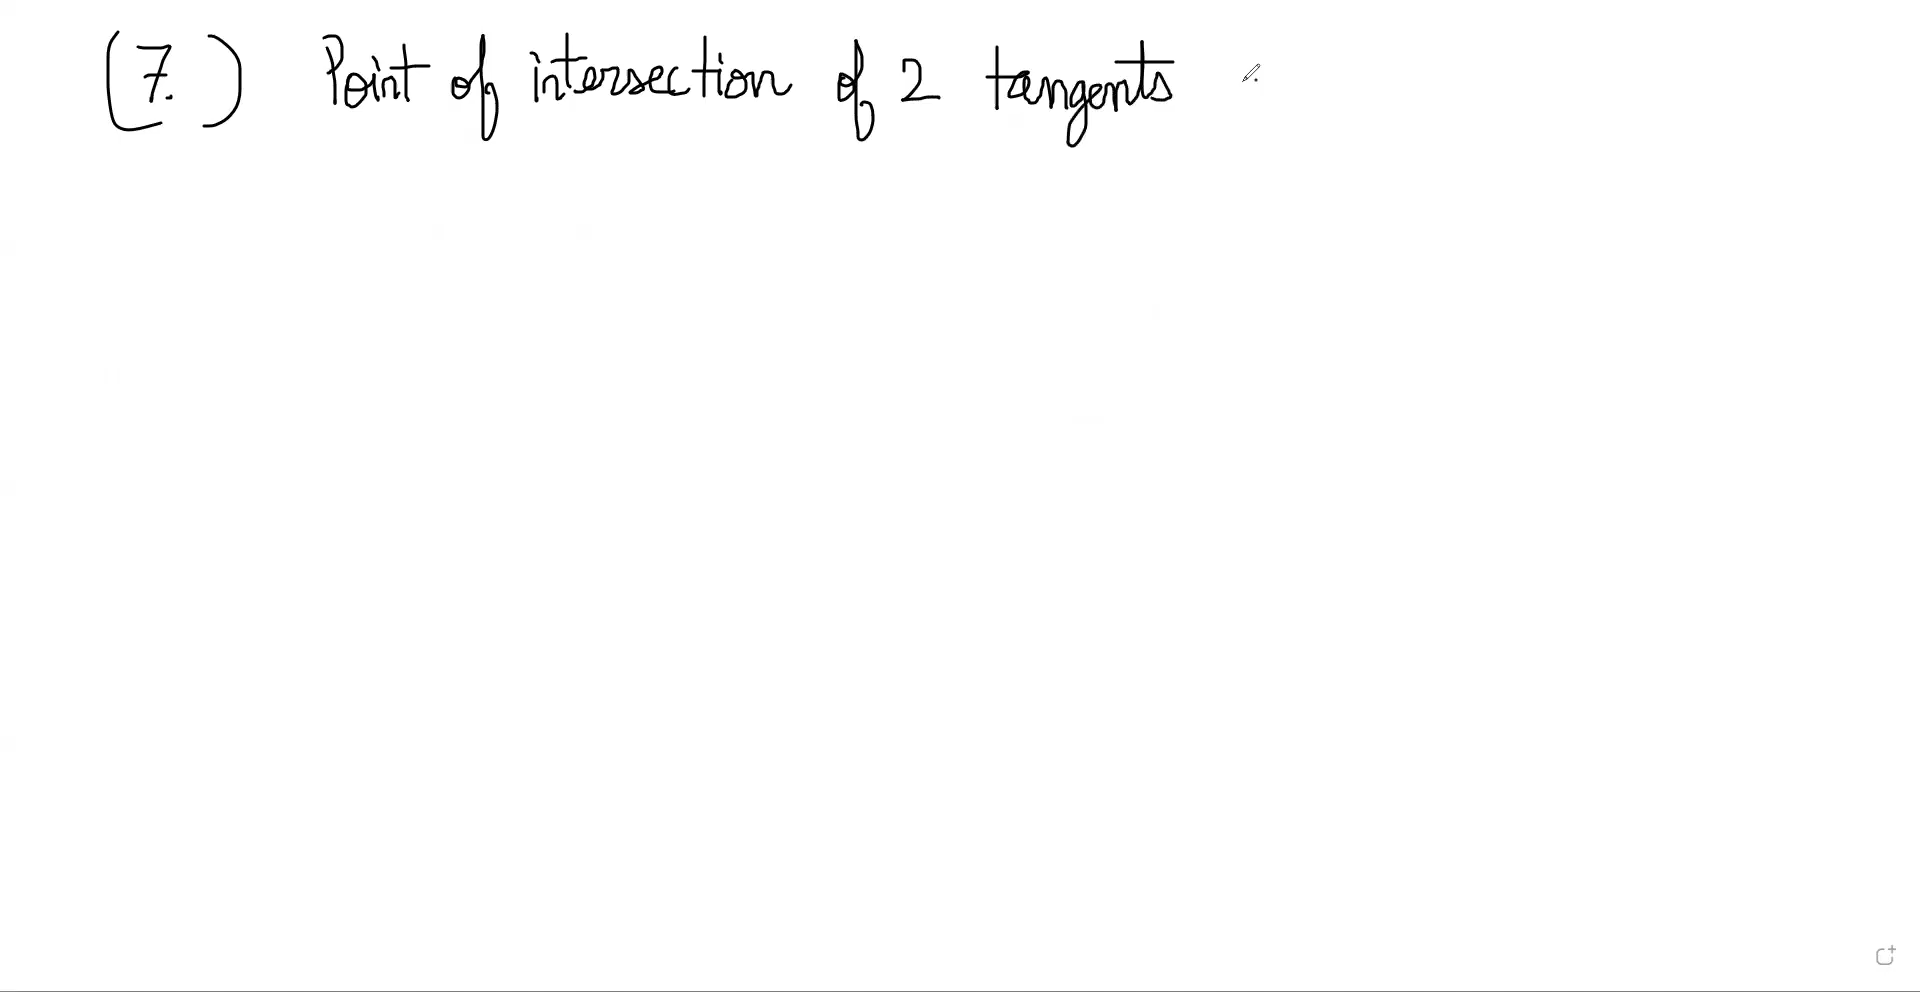 (7.) Point of intersection of 2 tangents